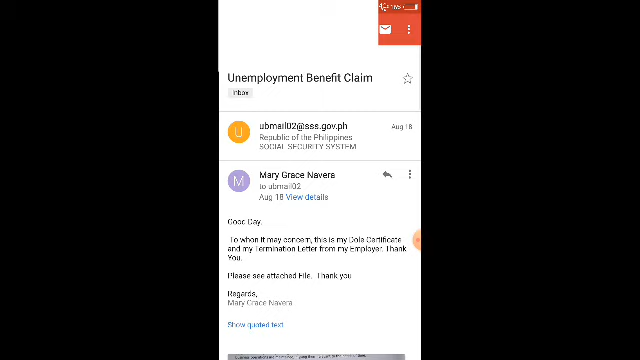 Unemployment Benefit Claim
Inbox
U
ubmail02@sss.gov.ph
Aug 18
Republic of the Philippines
SOCIAL SECURITY SYSTEM
M
Mary Grace Navera
to ubmail02
Aug 18 View details
Good Day,
To whon it may concern, this is my Dole Certificate
and my Termination Letter from my Employer. Thank
You.
Please see attached File. Thank you
Regards,
Mary Grace Navera
Show quoted text